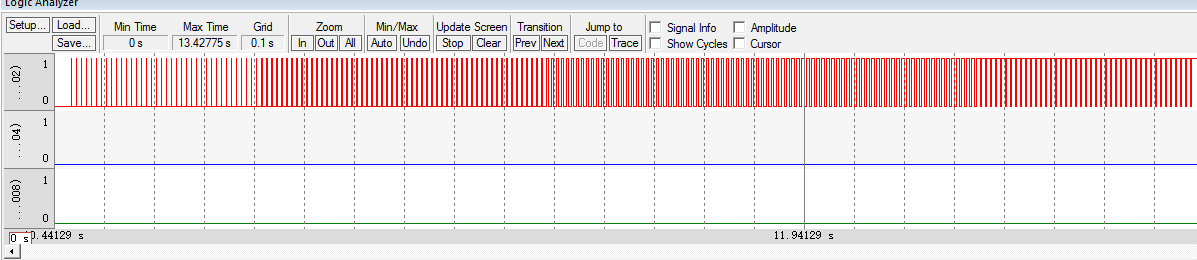 Logic Analyzer
Setup... Load... Min Time Max Time Grid Zoom Min/Max Update Screen Transition Jump to Signal Info Amplitude
Save... 0 s 13.42775 s 0.1 s In Out All Auto Undo Stop Clear Prev Next Code Trace Show Cycles Cursor
1
...02)
0
1
...04)
0
1
...008)
0
0 s 0.44129 s 11.94129 s